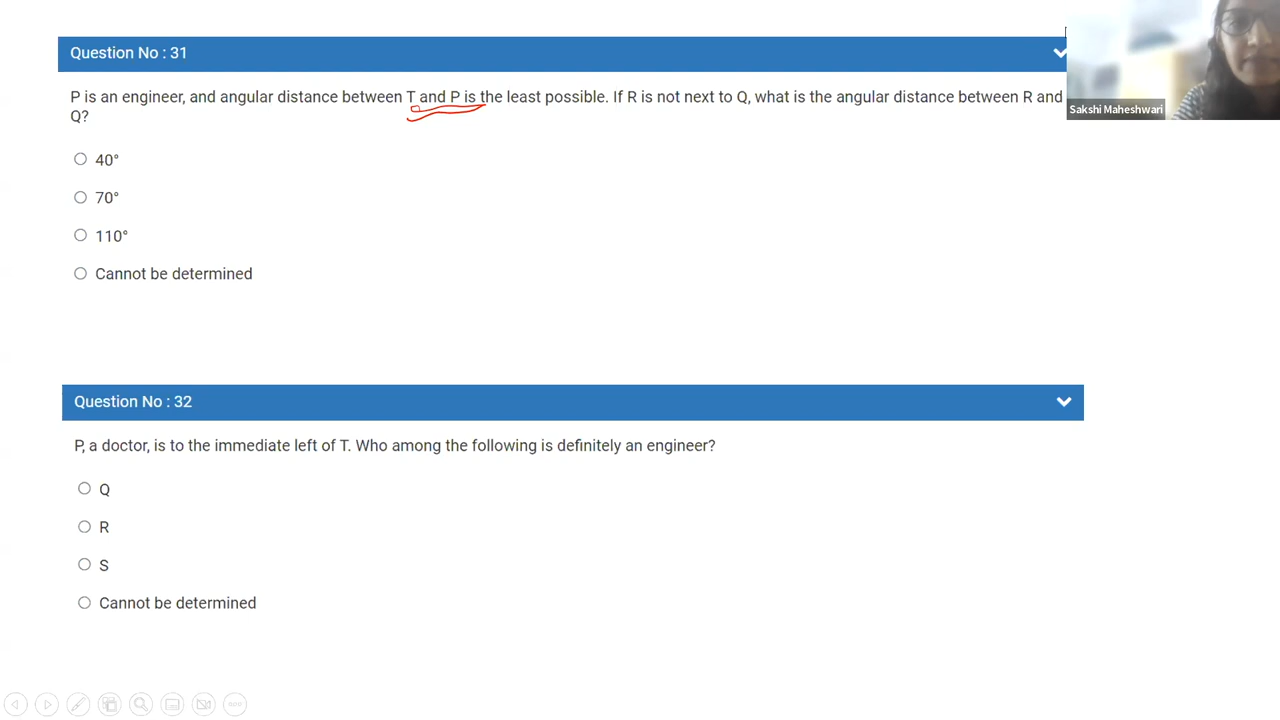 Question No : 31
P is an engineer, and angular distance between T and P is the least possible. If R is not next to Q, what is the angular distance between R and
Q?
40°
70°
110°
Cannot be determined
Sakshi Maheshwari
Question No : 32
P, a doctor, is to the immediate left of T. Who among the following is definitely an engineer?
Q
R
S
Cannot be determined